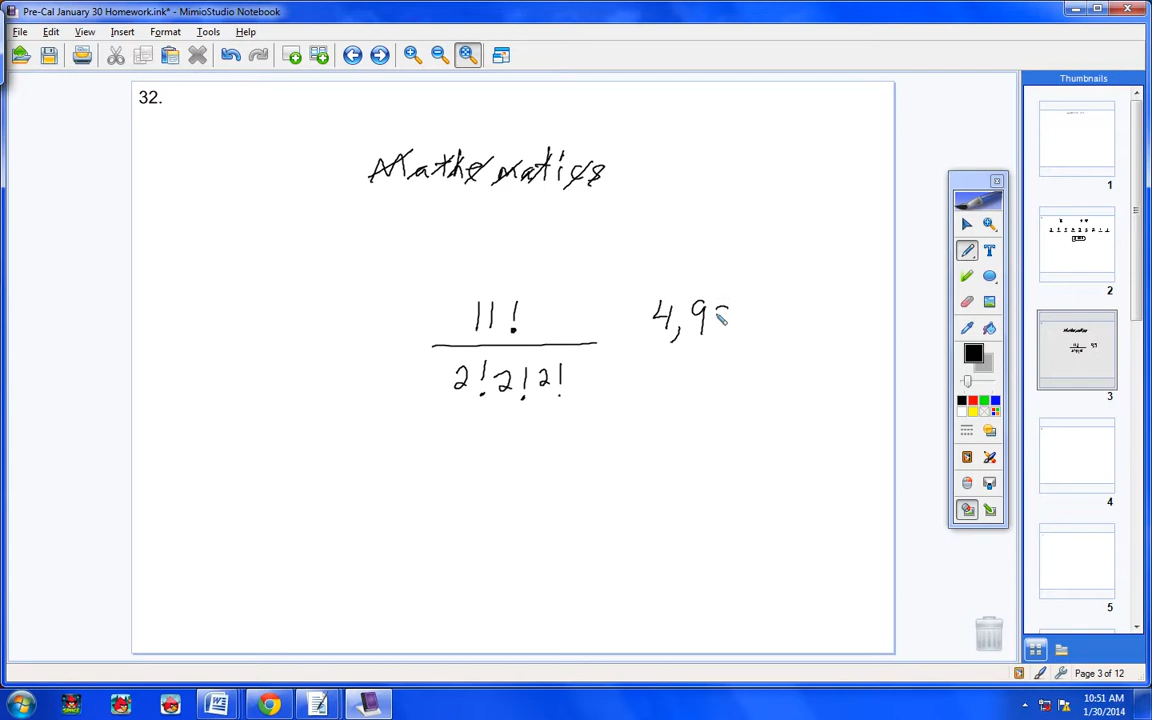 Pre-Cal January 30 Homework.ink* - MimioStudio Notebook
File Edit View Insert Format Tools Help
Thumbnails
32.
Mathematics
11!
2!2!2!
4,9
1
2
3
4
5
Page 3 of 12
10:51 AM
1/30/2014